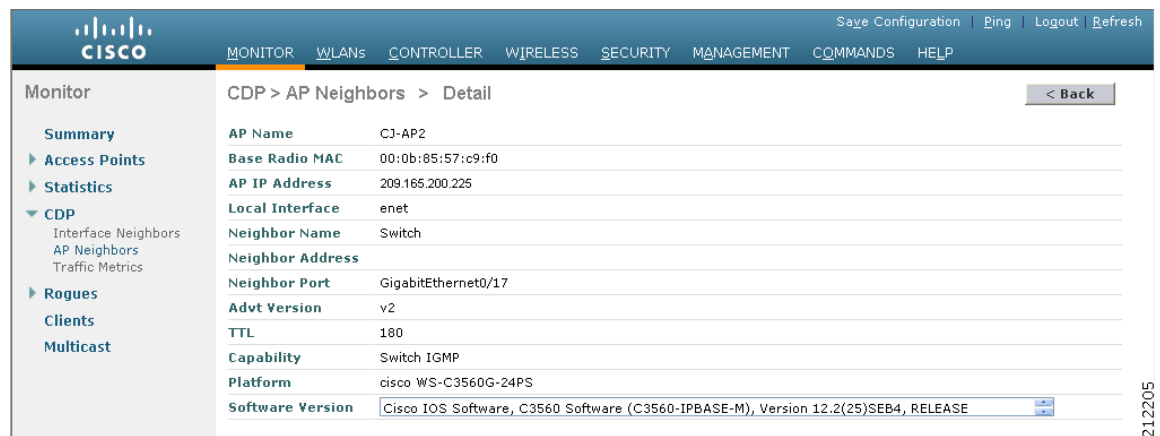 Save Configuration | Ping | Logout | Refresh
CISCO
MONITOR WLANs CONTROLLER WIRELESS SECURITY MANAGEMENT COMMANDS HELP
Monitor
Summary
Access Points
Statistics
CDP
Interface Neighbors
AP Neighbors
Traffic Metrics
Rogues
Clients
Multicast
CDP > AP Neighbors > Detail
< Back
AP Name CJ-AP2
Base Radio MAC 00:0b:85:57:c9:f0
AP IP Address 209.165.200.225
Local Interface enet
Neighbor Name Switch
Neighbor Address
Neighbor Port GigabitEthernet0/17
Advt Version v2
TTL 180
Capability Switch IGMP
Platform cisco WS-C3560G-24PS
Software Version Cisco IOS Software, C3560 Software (C3560-IPBASE-M), Version 12.2(25)SEB4, RELEASE
212205